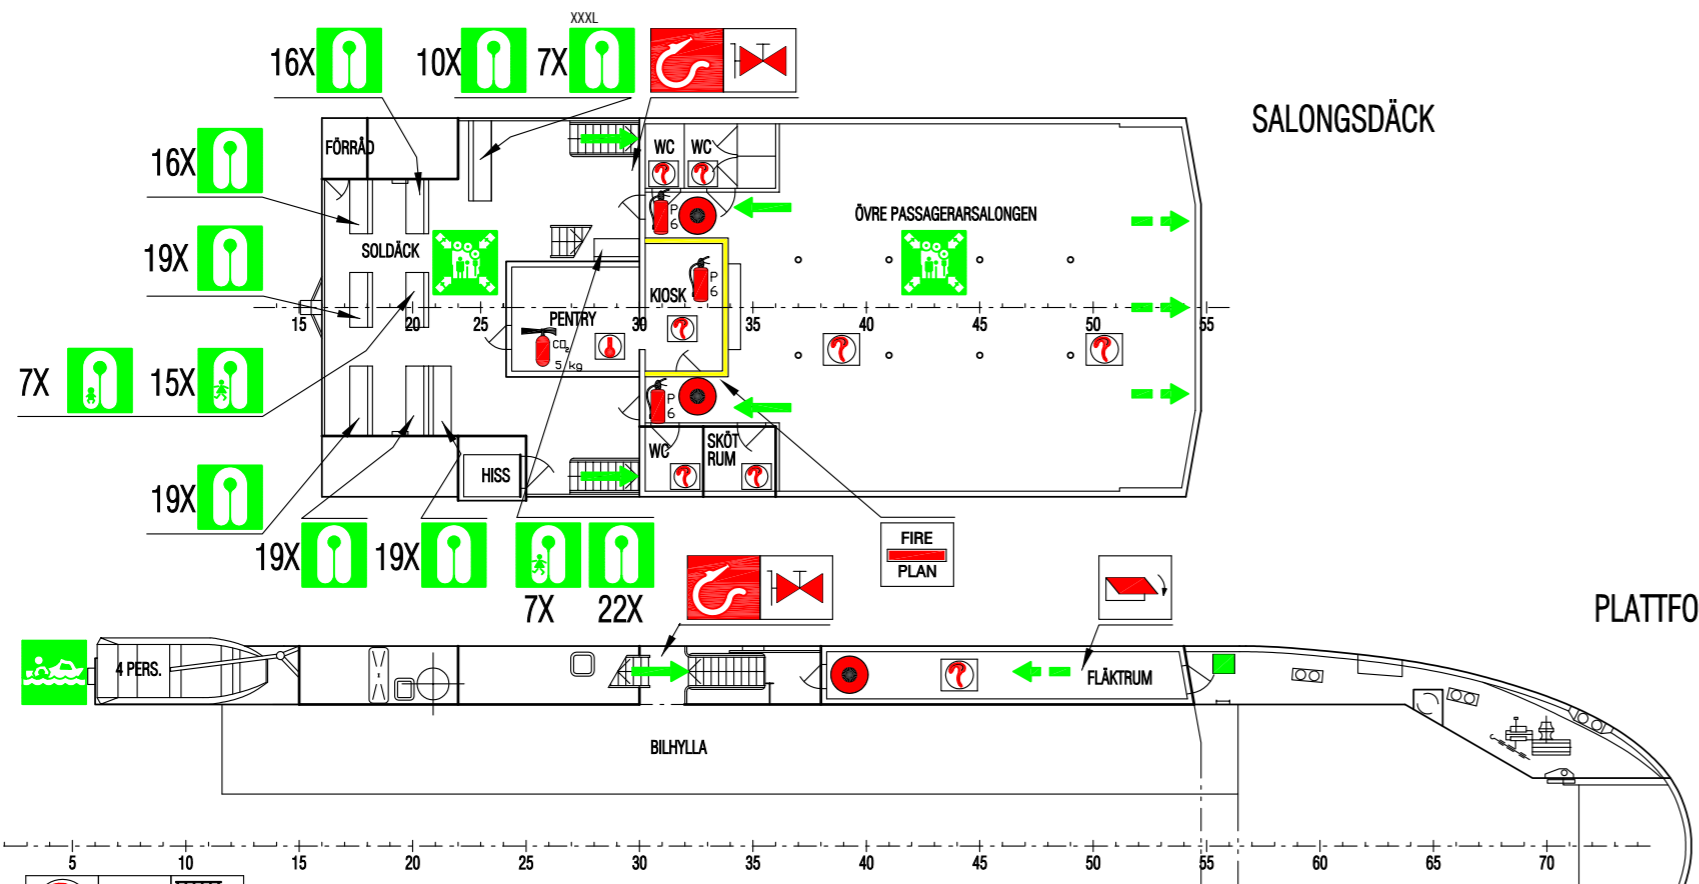 XXXL
16X
10X
7X
SALONGSDÄCK
FÖRRÅD
WC
WC
16X
P
6
ÖVRE PASSAGERARSALONGEN
19X
SOLDÄCK
P
6
KIOSK
PENTRY
15
20
25
30
35
40
45
50
55
CO₂
5 kg
7X
15X
P
6
WC
SKÖT
RUM
HISS
19X
19X
19X
7X
22X
FIRE
PLAN
PLATTFO
4 PERS.
FLÄKTRUM
BILHYLLA
5
10
15
20
25
30
35
40
45
50
55
60
65
70